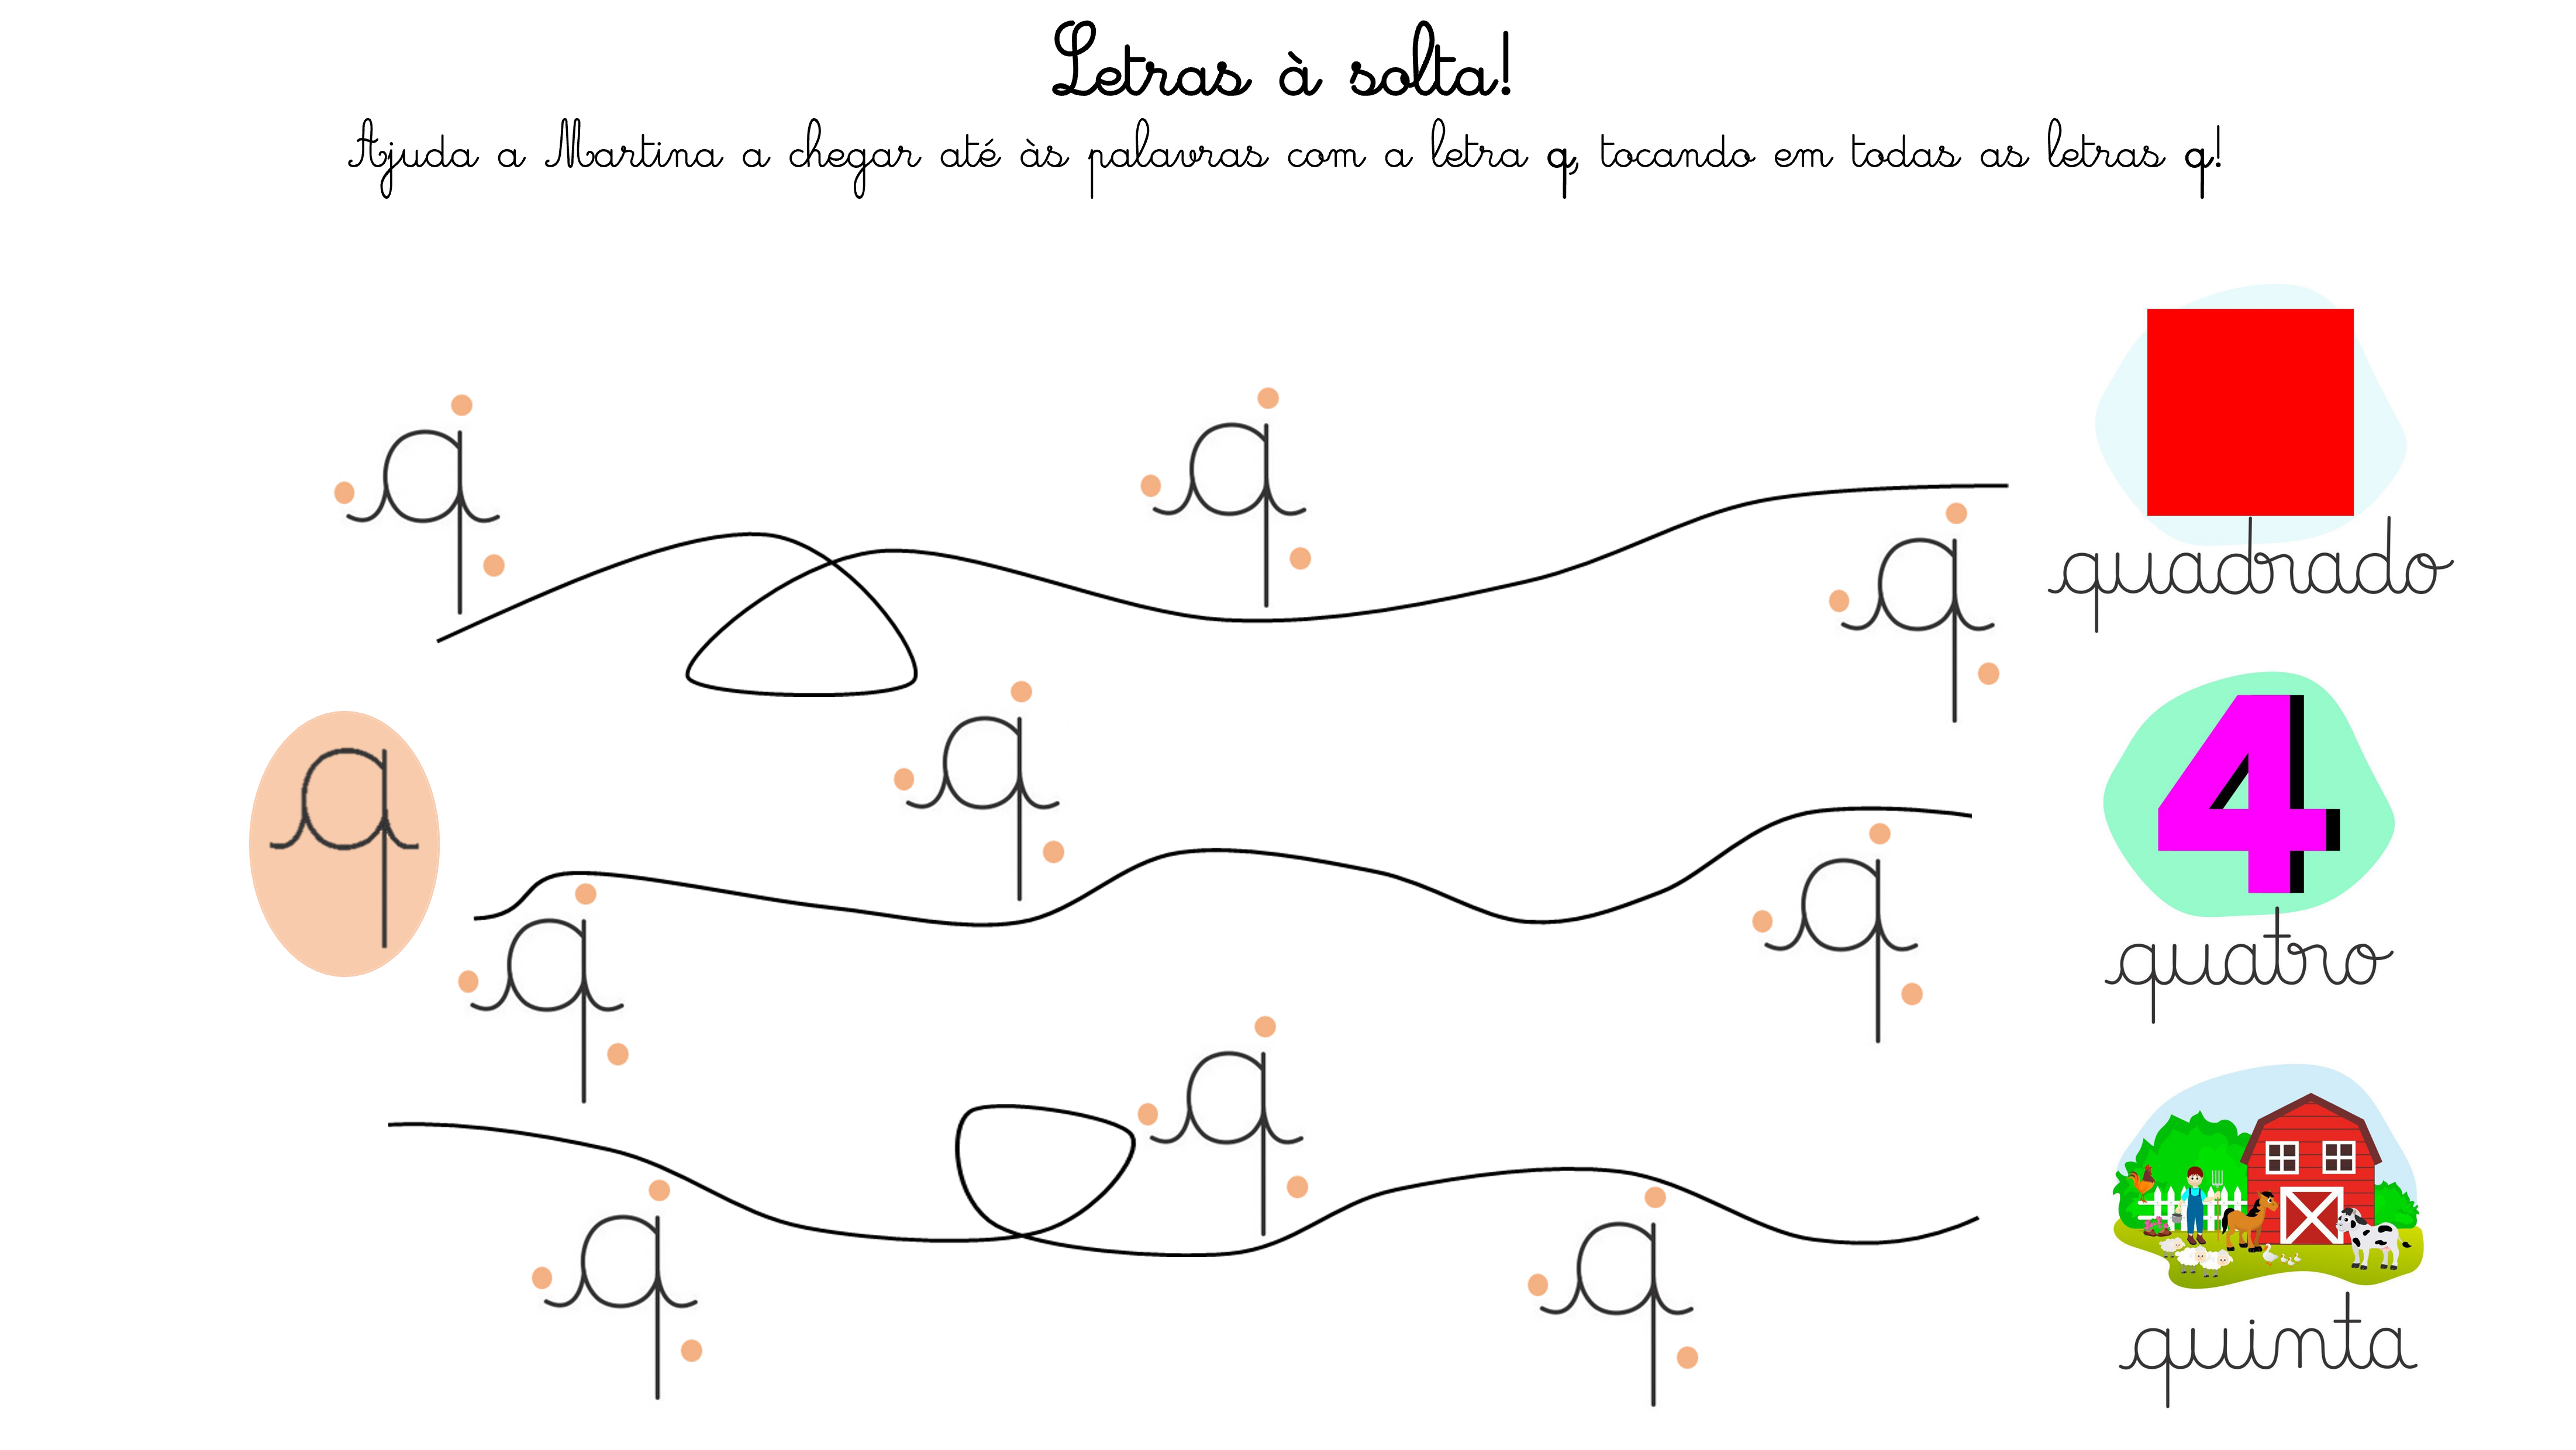 Letras à solta!
Ajuda a Martina a chegar até às palavras com a letra q, tocando em todas as letras q!
q
q
q
quadrado
q
q
4
q
q
quatro
q
q
q
quinta